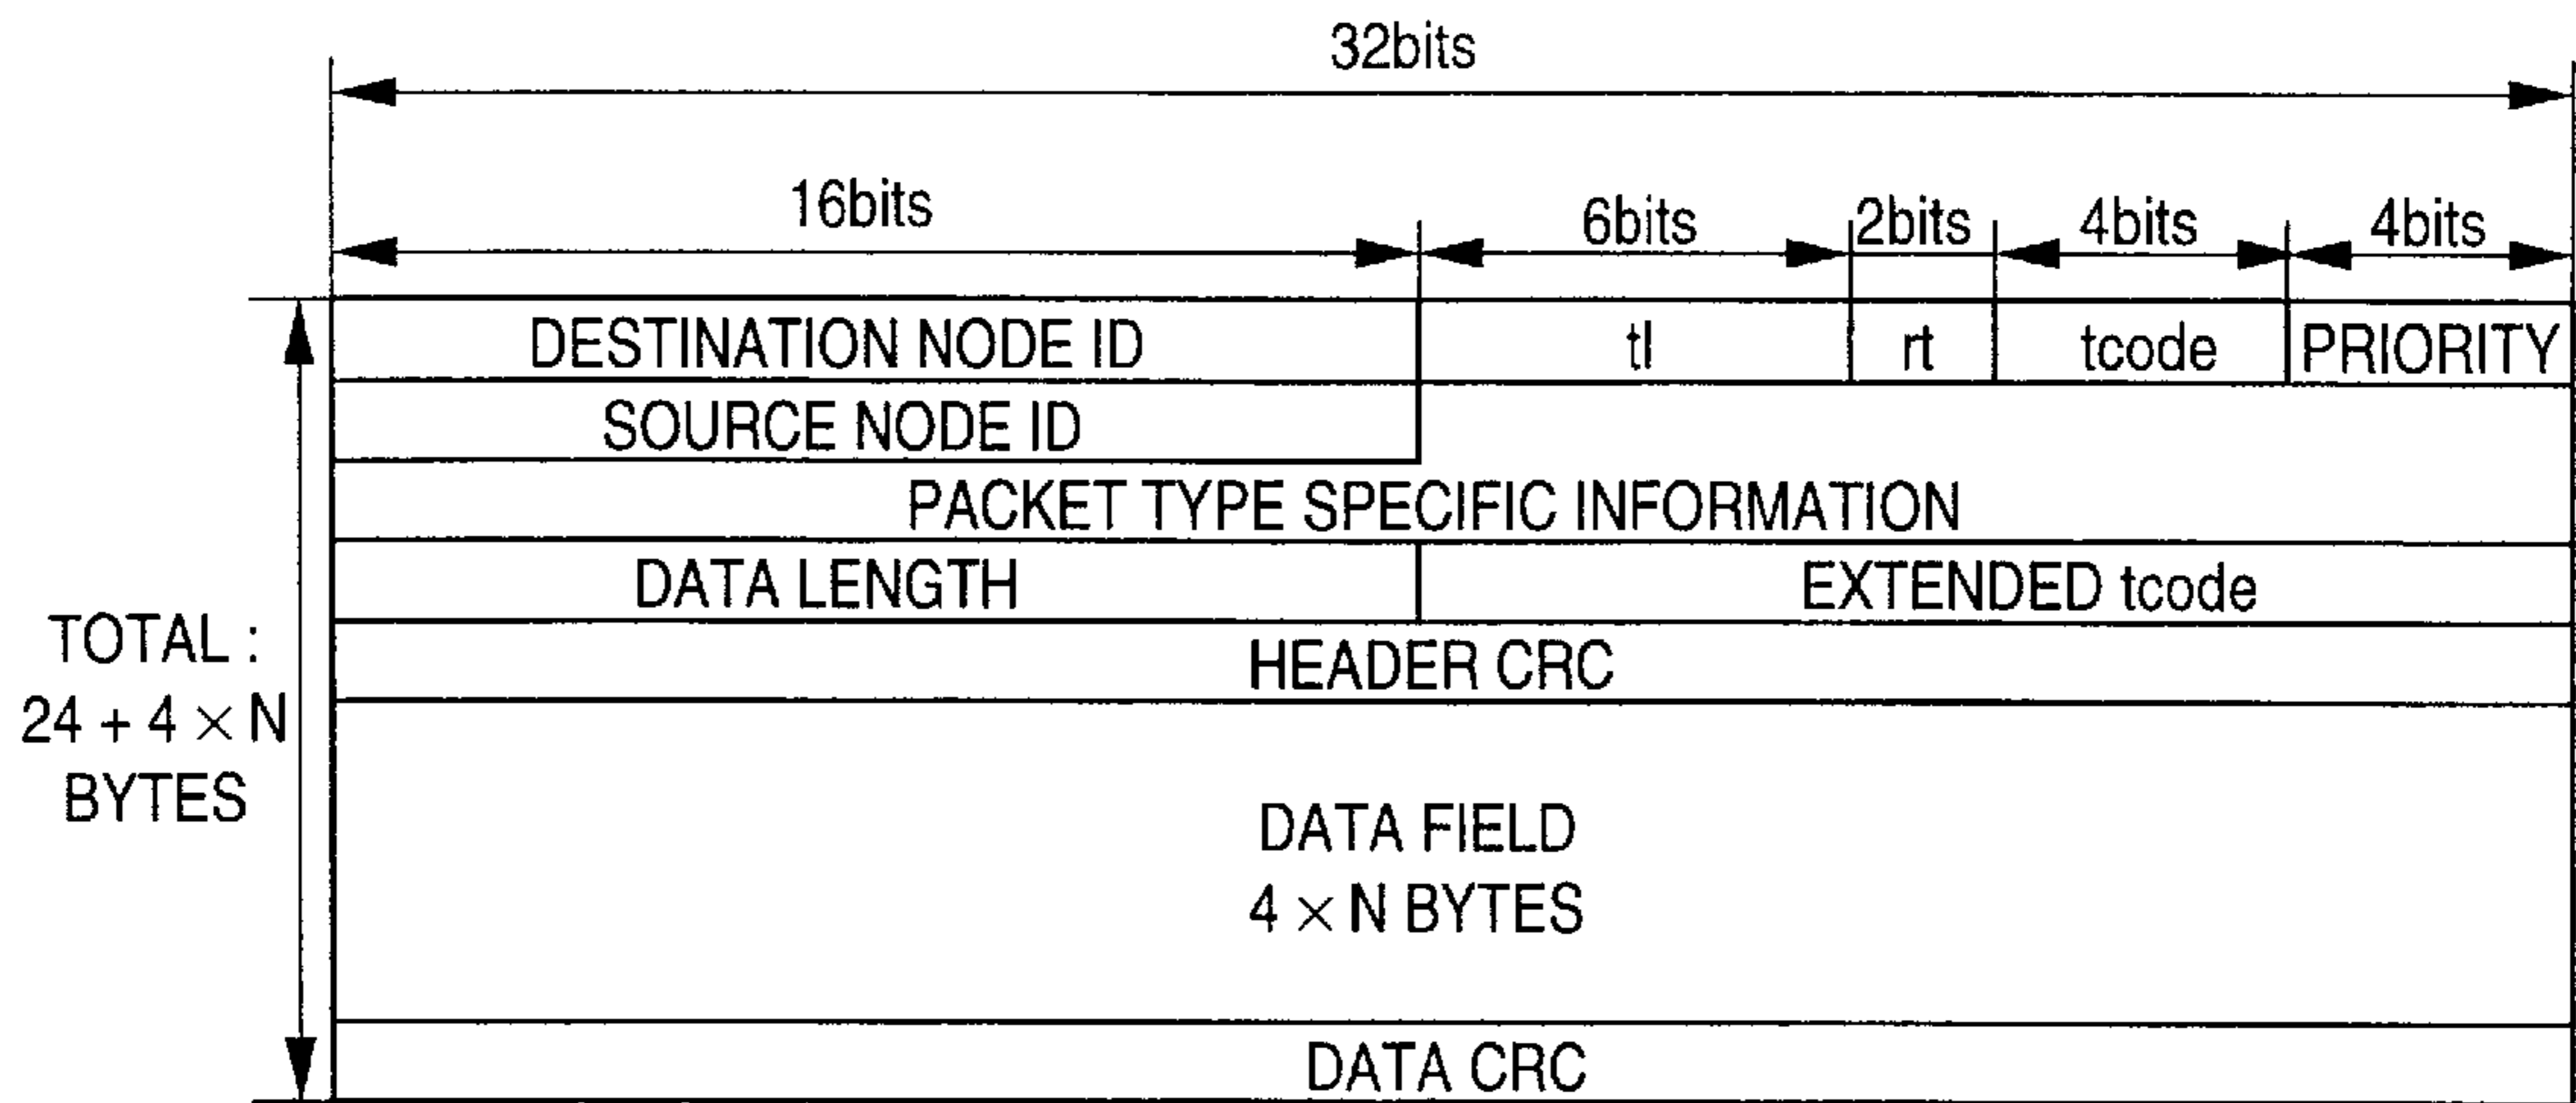 32bits
16bits
6bits
2bits
4bits
4bits
DESTINATION NODE ID
tl
rt
tcode
PRIORITY
SOURCE NODE ID
PACKET TYPE SPECIFIC INFORMATION
DATA LENGTH
EXTENDED tcode
HEADER CRC
TOTAL :
24 + 4 × N
BYTES
DATA FIELD
4 × N BYTES
DATA CRC